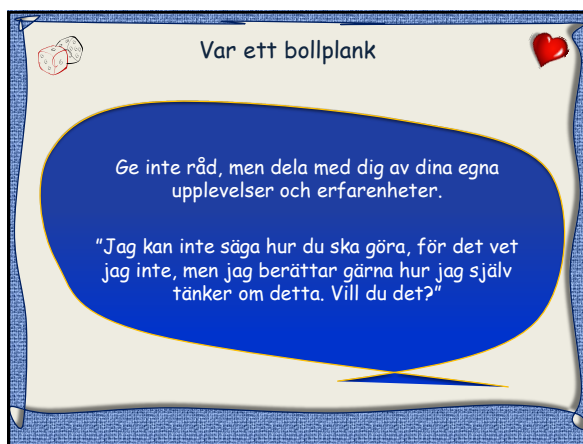 Var ett bollplank
Ge inte råd, men dela med dig av dina egna
upplevelser och erfarenheter.
”Jag kan inte säga hur du ska göra, för det vet
jag inte, men jag berättar gärna hur jag själv
tänker om detta. Vill du det?”